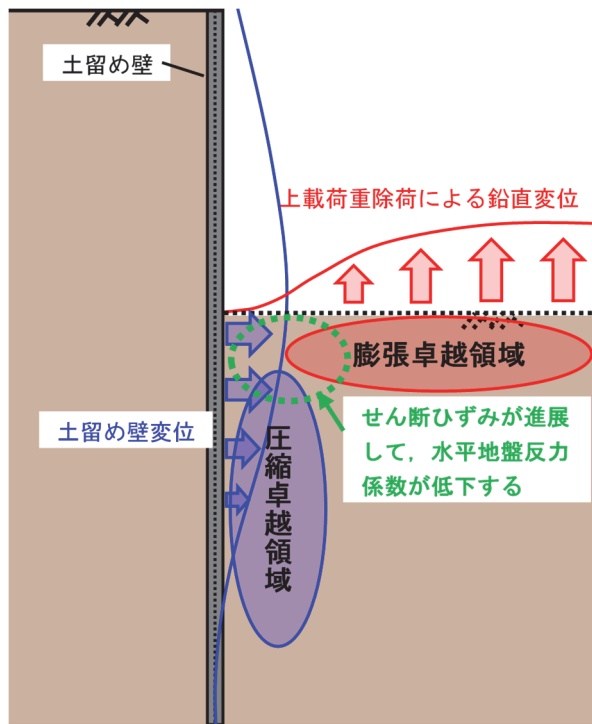 土留め壁
上載荷重除荷による鉛直変位
膨張卓越領域
土留め壁変位
圧縮卓越領域
せん断ひずみが進展
して，水平地盤反力
係数が低下する